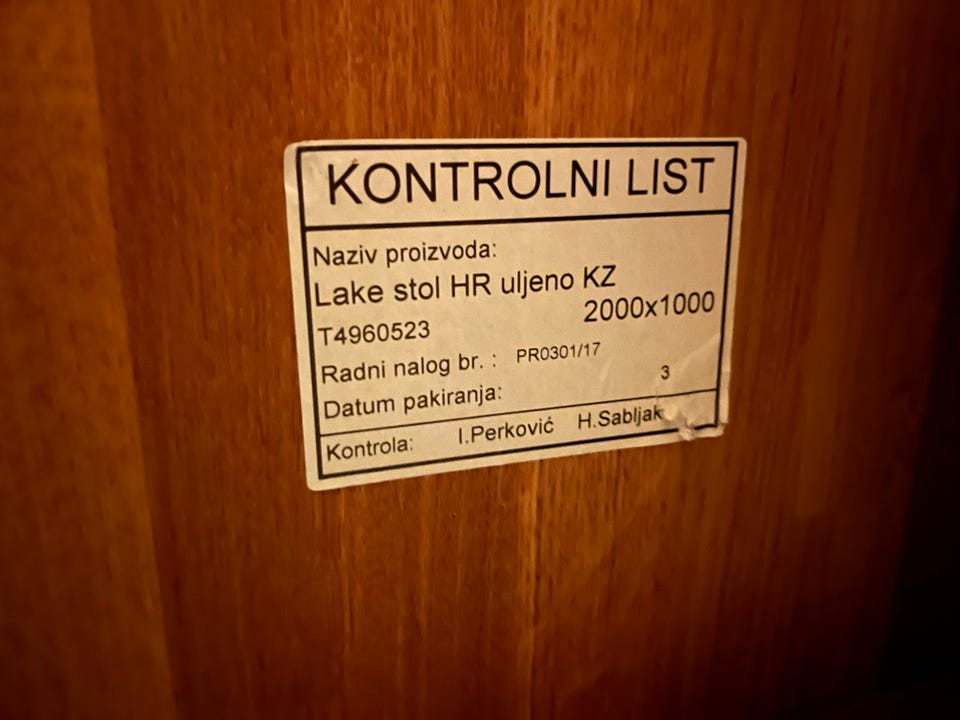 KONTROLNI LIST
Naziv proizvoda:
Lake stol HR uljeno KZ
2000x1000
T4960523
Radni nalog br. : PR0301/17
3
Datum pakiranja:
Kontrola: I.Perković H.Sabljak